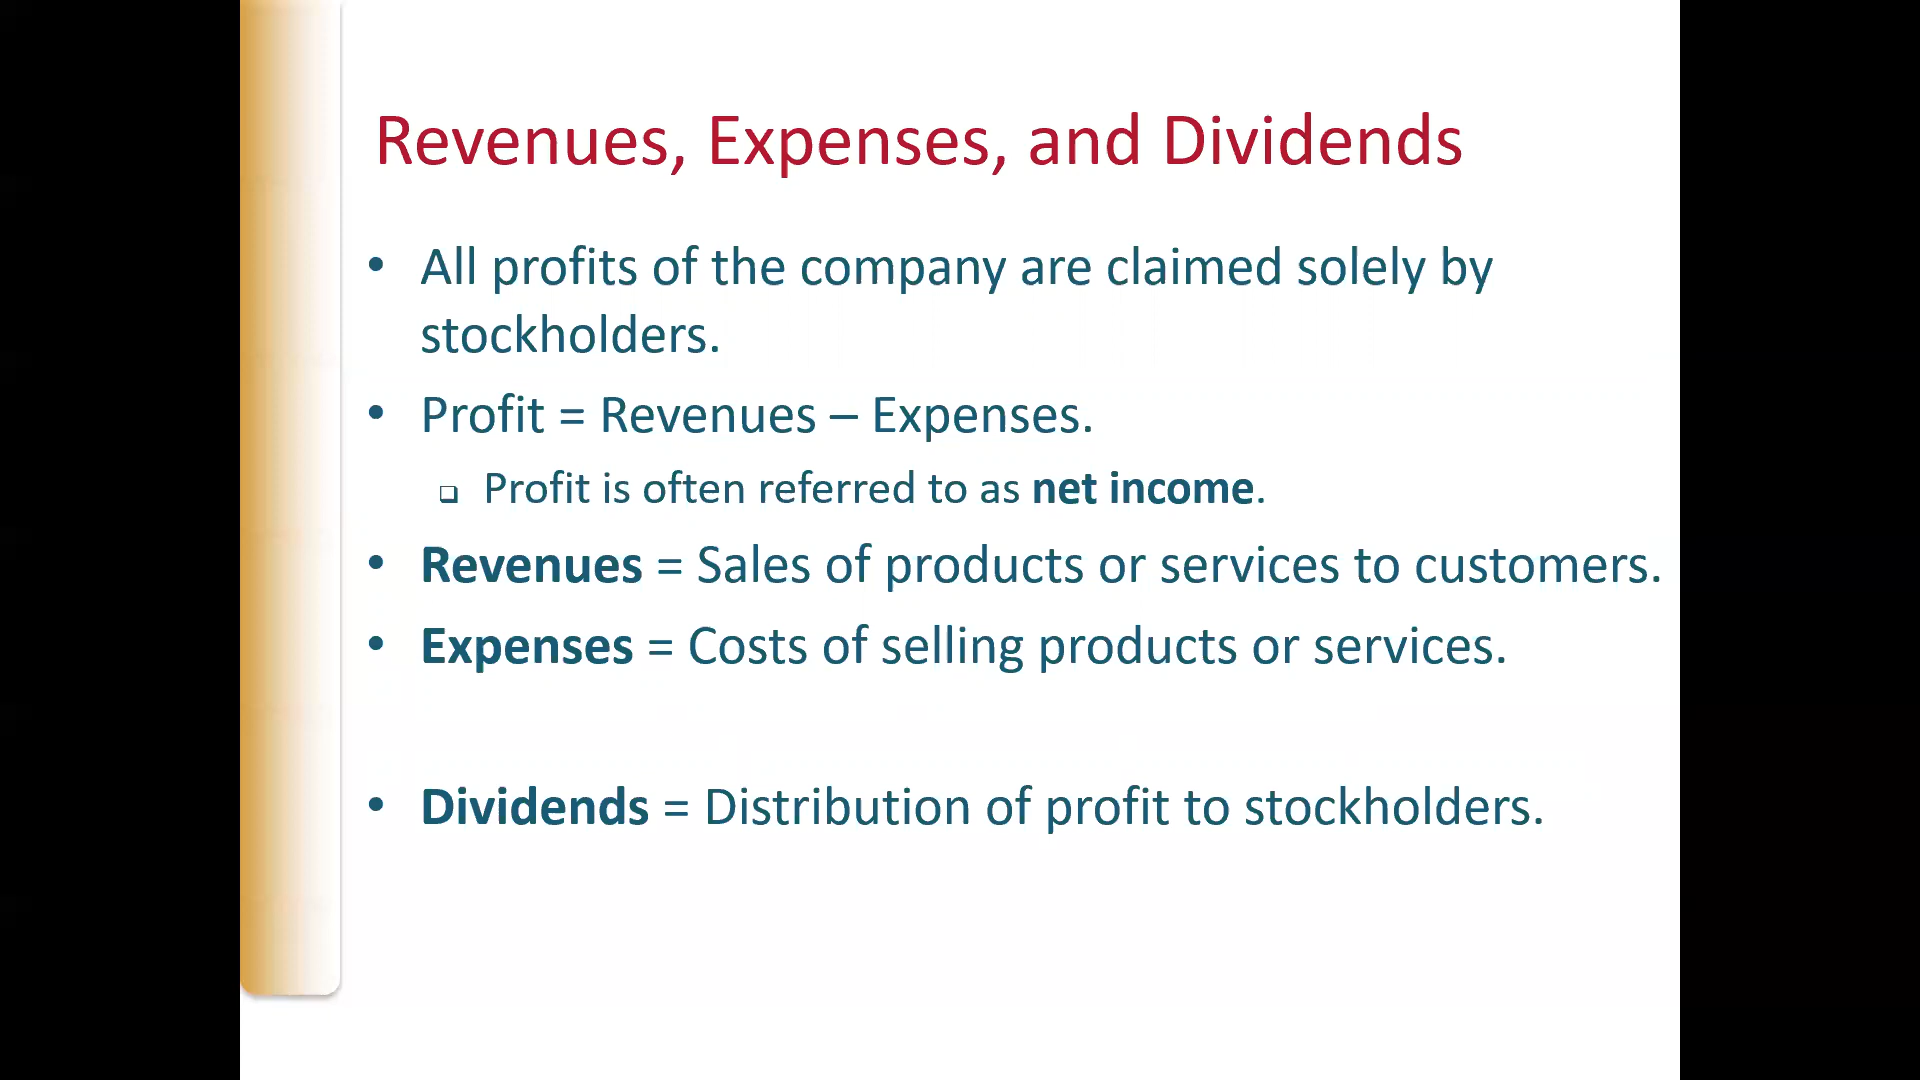 Revenues, Expenses, and Dividends
• All profits of the company are claimed solely by
stockholders.
• Profit = Revenues – Expenses.
❑ Profit is often referred to as net income.
• Revenues = Sales of products or services to customers.
• Expenses = Costs of selling products or services.
• Dividends = Distribution of profit to stockholders.